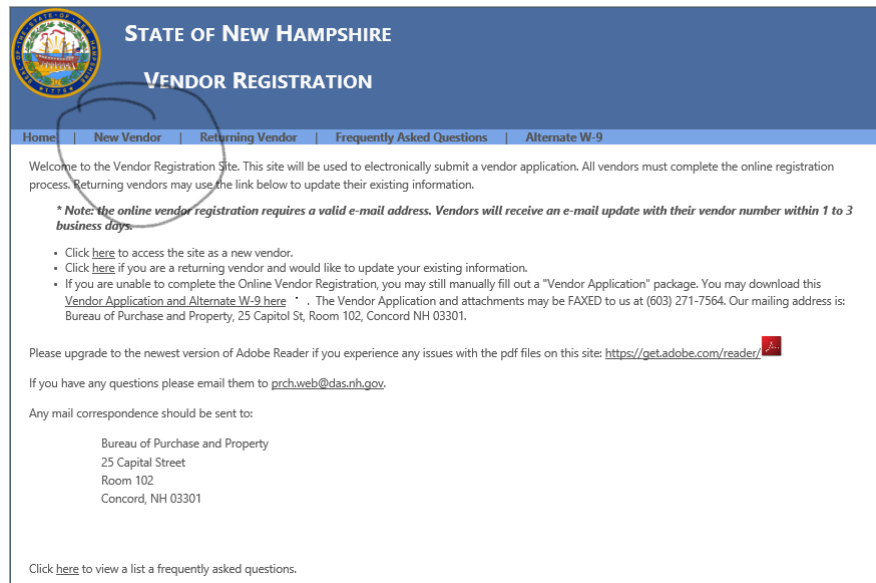 STATE OF NEW HAMPSHIRE
VENDOR REGISTRATION
Home | New Vendor | Returning Vendor | Frequently Asked Questions | Alternate W-9
Welcome to the Vendor Registration Site. This site will be used to electronically submit a vendor application. All vendors must complete the online registration
process. Returning vendors may use the link below to update their existing information.
* Note: the online vendor registration requires a valid e-mail address. Vendors will receive an e-mail update with their vendor number within 1 to 3
business days.
• Click here to access the site as a new vendor.
• Click here if you are a returning vendor and would like to update your existing information.
• If you are unable to complete the Online Vendor Registration, you may still manually fill out a "Vendor Application" package. You may download this
Vendor Application and Alternate W-9 here . The Vendor Application and attachments may be FAXED to us at (603) 271-7564. Our mailing address is:
Bureau of Purchase and Property, 25 Capitol St, Room 102, Concord NH 03301.
Please upgrade to the newest version of Adobe Reader if you experience any issues with the pdf files on this site: https://get.adobe.com/reader/
If you have any questions please email them to prch.web@das.nh.gov.
Any mail correspondence should be sent to:
Bureau of Purchase and Property
25 Capital Street
Room 102
Concord, NH 03301
Click here to view a list a frequently asked questions.